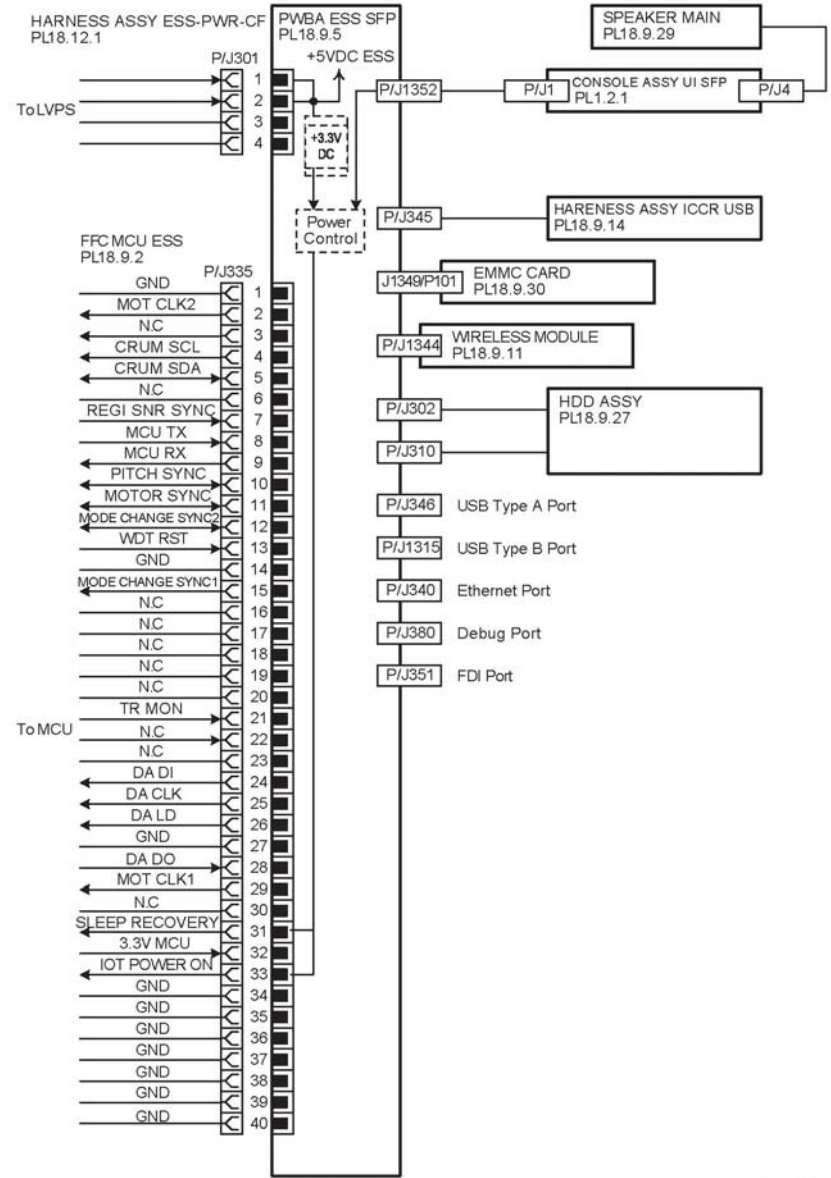 HARNESS ASSY ESS-PWR-CF
PL18.12.1
P/J301
1
2
3
4
To LVPS
PWBA ESS SFP
PL18.9.5
+5VDC ESS
+3.3V
DC
Power
Control
P/J1352
P/J1
CONSOLE ASSY UI SFP
PL1.2.1
P/J4
SPEAKER MAIN
PL18.9.29
P/J345
HARENESS ASSY ICCR USB
PL18.9.14
J1349/P101
EMMC CARD
PL18.9.30
P/J1344
WIRELESS MODULE
PL18.9.11
P/J302
P/J310
HDD ASSY
PL18.9.27
P/J346 USB Type A Port
P/J1315 USB Type B Port
P/J340 Ethernet Port
P/J380 Debug Port
P/J351 FDI Port
FFC MCU ESS
PL18.9.2
P/J335
To MCU
GND 1
MOT CLK2 2
N.C 3
CRUM SCL 4
CRUM SDA 5
N.C 6
REGI SNR SYNC 7
MCU TX 8
MCU RX 9
PITCH SYNC 10
MOTOR SYNC 11
MODE CHANGE SYNC2 12
WDT RST 13
GND 14
MODE CHANGE SYNC1 15
N.C 16
N.C 17
N.C 18
N.C 19
N.C 20
TR MON 21
N.C 22
N.C 23
DA DI 24
DA CLK 25
DA LD 26
GND 27
DA DO 28
MOT CLK1 29
N.C 30
SLEEP RECOVERY 31
3.3V MCU 32
IOT POWER ON 33
GND 34
GND 35
GND 36
GND 37
GND 38
GND 39
GND 40